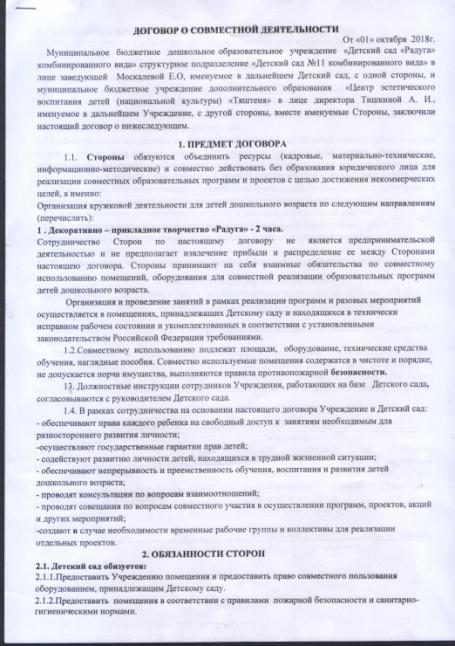 ДОГОВОР О СОВМЕСТНОЙ ДЕЯТЕЛЬНОСТИ
От «01» октября 2018г.
Муниципальное бюджетное дошкольное образовательное учреждение «Детский сад «Радуга»
комбинированного вида» структурное подразделение «Детский сад №11 комбинированного вида» в
лице заведующей Москалевой Е.О, именуемое в дальнейшем Детский сад, с одной стороны, и
муниципальное бюджетное учреждение дополнительного образования «Центр эстетического
воспитания детей (национальной культуры) «Тяштеня» в лице директора Тишкиной А. И.,
именуемое в дальнейшем Учреждение, с другой стороны, вместе именуемые Стороны, заключили
настоящий договор о нижеследующем.
1. ПРЕДМЕТ ДОГОВОРА
1.1. Стороны обязуются объединить ресурсы (кадровые, материально-технические,
информационно-методические) и совместно действовать без образования юридического лица для
реализации совместных образовательных программ и проектов с целью достижения некоммерческих
целей, а именно:
Организация кружковой деятельности для детей дошкольного возраста по следующим направлениям
(перечислить):
1 . Декоративно – прикладное творчество «Радуга» - 2 часа.
Сотрудничество Сторон по настоящему договору не является предпринимательской
деятельностью и не предполагает извлечение прибыли и распределение ее между Сторонами
настоящего договора. Стороны принимают на себя взаимные обязательства по совместному
использованию помещений, оборудования для совместной реализации образовательных программ
детей дошкольного возраста.
Организация и проведение занятий в рамках реализации программ и разовых мероприятий
осуществляется в помещениях, принадлежащих Детскому саду и находящихся в технически
исправном рабочем состоянии и укомплектованных в соответствии с установленными
законодательством Российской Федерации требованиями.
1.2.Совместному использованию подлежат площади, оборудование, технические средства
обучения, наглядные пособия. Совместно используемые помещения содержатся в чистоте и порядке,
не допускается порча имущества, выполняются правила противопожарной безопасности.
13. Должностные инструкции сотрудников Учреждения, работающих на базе Детского сада,
согласовываются с руководителем Детского сада.
1.4. В рамках сотрудничества на основании настоящего договора Учреждение и Детский сад:
- обеспечивают права каждого ребенка на свободный доступ к занятиям необходимым для
разностороннего развития личности;
-осуществляют государственные гарантии прав детей;
- содействуют развитию личности детей, находящихся в трудной жизненной ситуации;
- обеспечивают непрерывность и преемственность обучения, воспитания и развития детей
дошкольного возраста;
- проводят консультации по вопросам взаимоотношений;
- проводят совещания по вопросам совместного участия в осуществлении программ, проектов, акций
и других мероприятий;
-создают в случае необходимости временные рабочие группы и коллективы для реализации
отдельных проектов.
2. ОБЯЗАННОСТИ СТОРОН
2.1. Детский сад обязуется:
2.1.1.Предоставить Учреждению помещения и предоставить право совместного пользования
оборудованием, принадлежащим Детскому саду.
2.1.2.Предоставить помещения в соответствии с правилами пожарной безопасности и санитарно-
гигиеническими нормами.